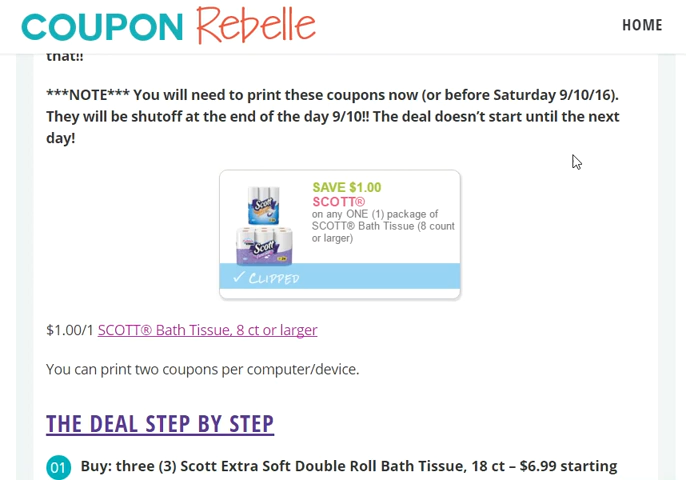 COUPON Rebelle
HOME
that!!
***NOTE*** You will need to print these coupons now (or before Saturday 9/10/16).
They will be shutoff at the end of the day 9/10!! The deal doesn’t start until the next
day!
SAVE $1.00
SCOTT®
on any ONE (1) package of
SCOTT® Bath Tissue (8 count
or larger)
Scott
Scott
✓ CLIPPED
$1.00/1 SCOTT® Bath Tissue, 8 ct or larger
You can print two coupons per computer/device.
THE DEAL STEP BY STEP
01 Buy: three (3) Scott Extra Soft Double Roll Bath Tissue, 18 ct – $6.99 starting